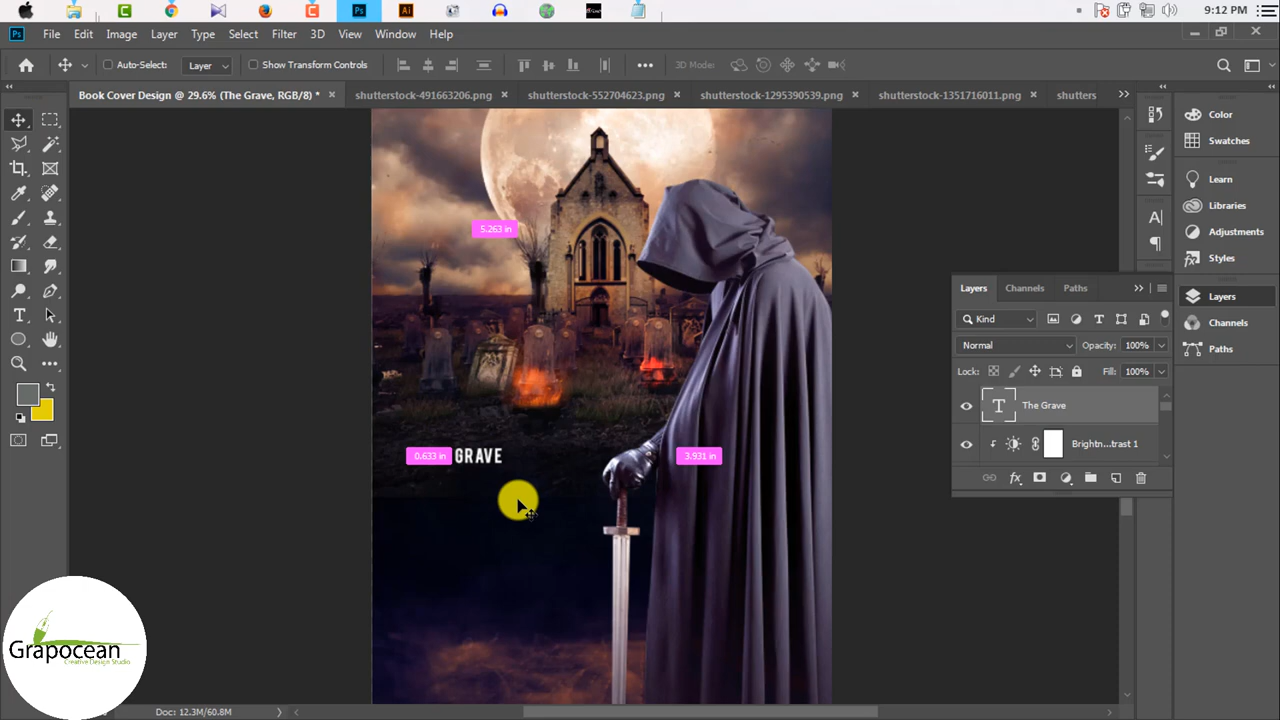 9:12 PM
Ps File Edit Image Layer Type Select Filter 3D View Window Help
Auto-Select: Layer Show Transform Controls 3D Mode:
Book Cover Design @ 29.6% (The Grave, RGB/8) * shutterstock-491663206.png shutterstock-552704623.png shutterstock-1295390539.png shutterstock-1351716011.png shutters
Color
Swatches
Learn
Libraries
Adjustments
Styles
Layers
Channels
Paths
5.263 in
Layers Channels Paths
Kind
Normal Opacity: 100%
Lock: Fill: 100%
T The Grave
Brightn...trast 1
0.633 in GRAVE 3.931 in
Grapocean
Creative Design Studio
Doc: 12.3M/60.8M